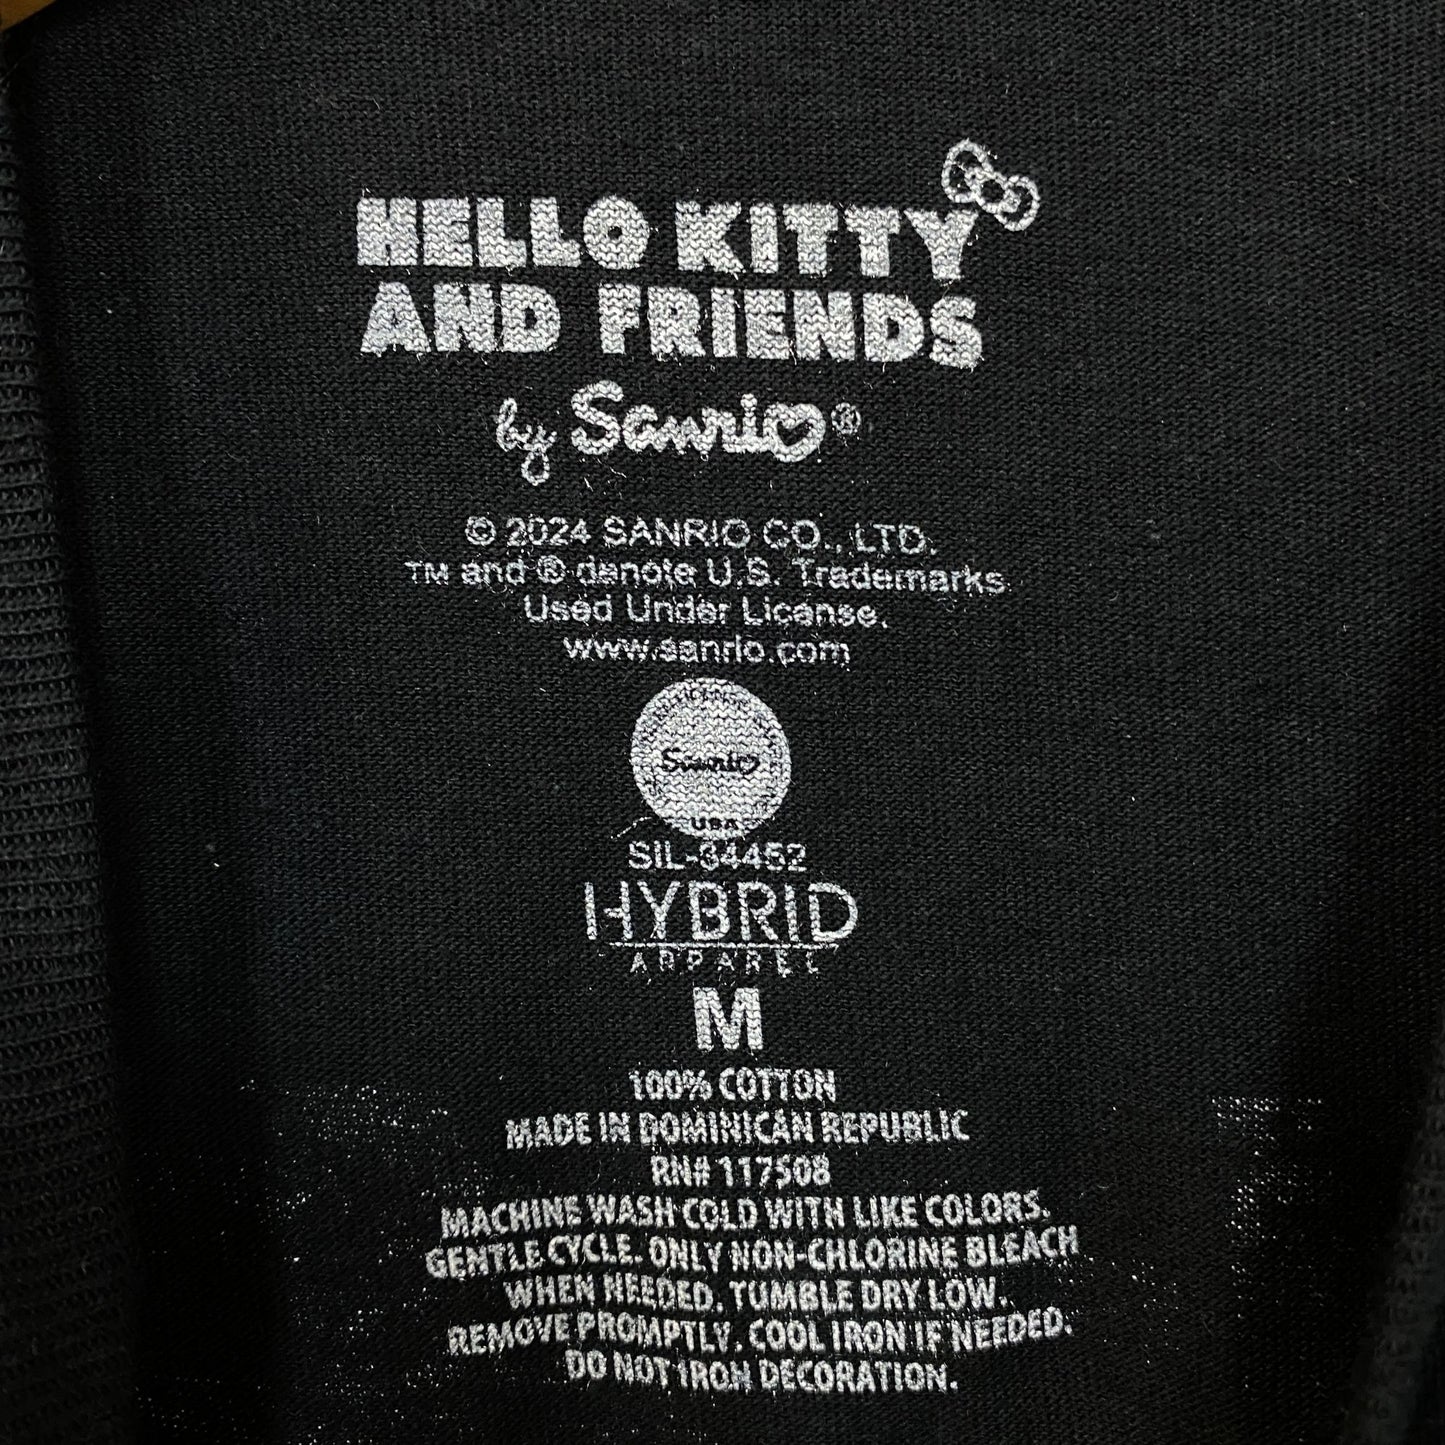 HELLO KITTY
AND FRIENDS
by Sanrio®
© 2024 SANRIO CO., LTD.
TM and ® denote U.S. Trademarks
Used Under License.
www.sanrio.com
Sanrio
USA
SIL-34452
HYBRID
APPAREL
M
100% COTTON
MADE IN DOMINICAN REPUBLIC
RN# 117508
MACHINE WASH COLD WITH LIKE COLORS.
GENTLE CYCLE. ONLY NON-CHLORINE BLEACH
WHEN NEEDED. TUMBLE DRY LOW.
REMOVE PROMPTLY. COOL IRON IF NEEDED.
DO NOT IRON DECORATION.